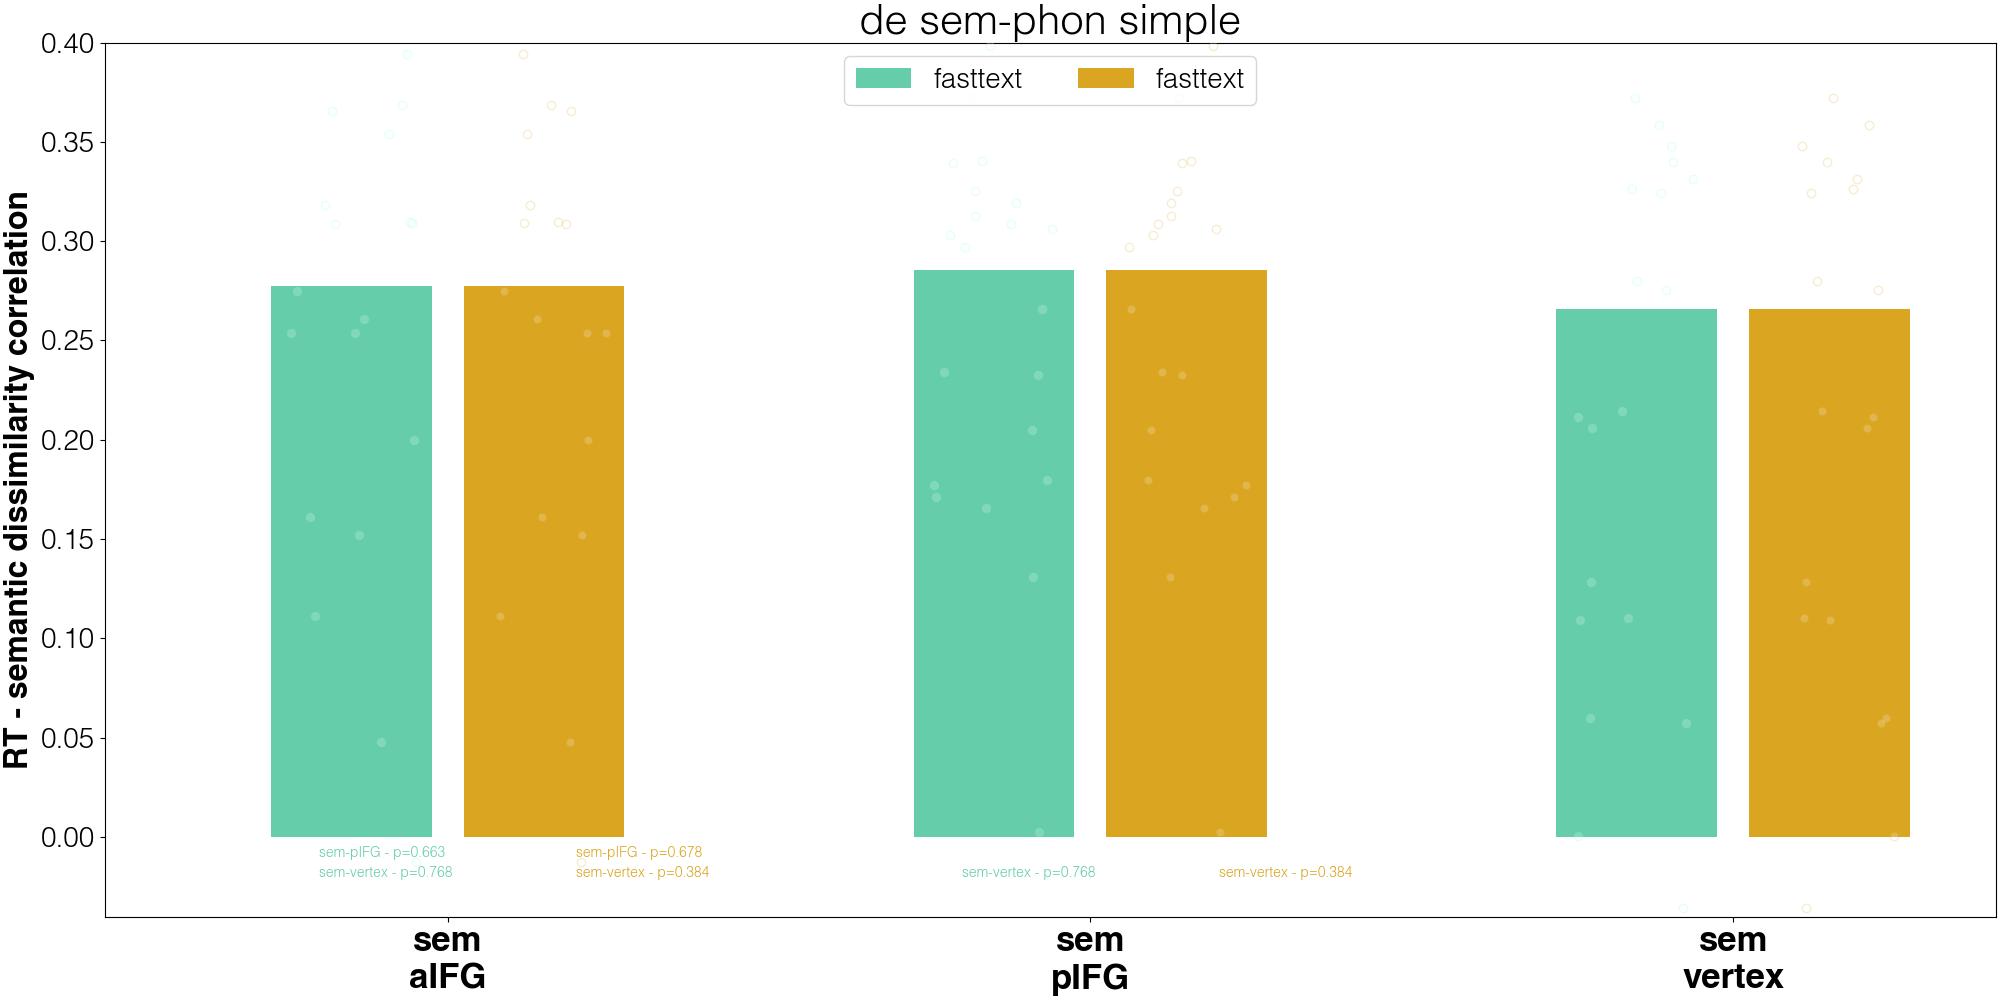 de sem-phon simple
fasttext
fasttext
RT - semantic dissimilarity correlation
0.40
0.35
0.30
0.25
0.20
0.15
0.10
0.05
0.00
sem-pIFG - p=0.663
sem-vertex - p=0.768
sem-pIFG - p=0.678
sem-vertex - p=0.384
sem-vertex - p=0.768
sem-vertex - p=0.384
sem
aIFG
sem
pIFG
sem
vertex